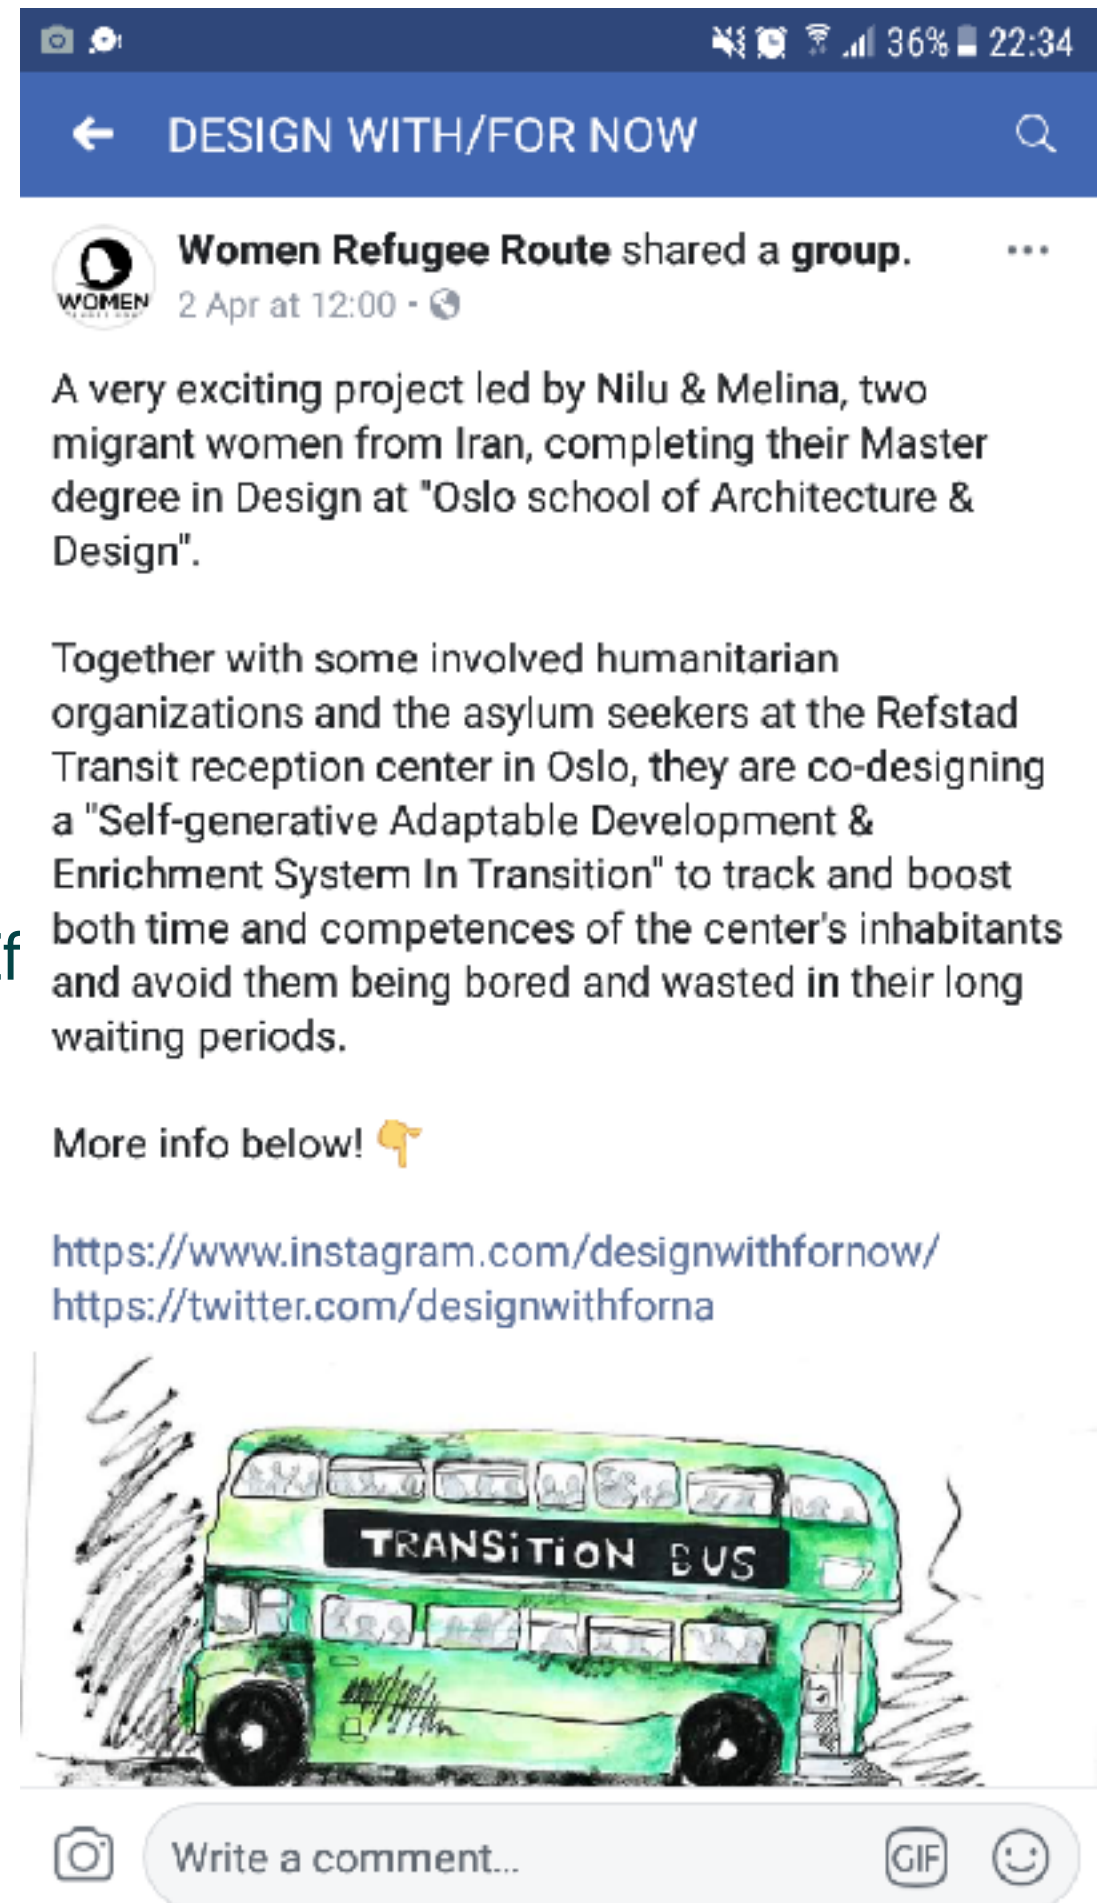 36% 22:34
DESIGN WITH/FOR NOW
Women Refugee Route shared a group.
WOMEN
2 Apr at 12:00 ·
A very exciting project led by Nilu & Melina, two
migrant women from Iran, completing their Master
degree in Design at "Oslo school of Architecture &
Design".
Together with some involved humanitarian
organizations and the asylum seekers at the Refstad
Transit reception center in Oslo, they are co-designing
a "Self-generative Adaptable Development &
Enrichment System In Transition" to track and boost
both time and competences of the center's inhabitants
and avoid them being bored and wasted in their long
waiting periods.
More info below! 👇
https://www.instagram.com/designwithfornow/
https://twitter.com/designwithforna
TRANSiTiON BUS
Write a comment...
GIF